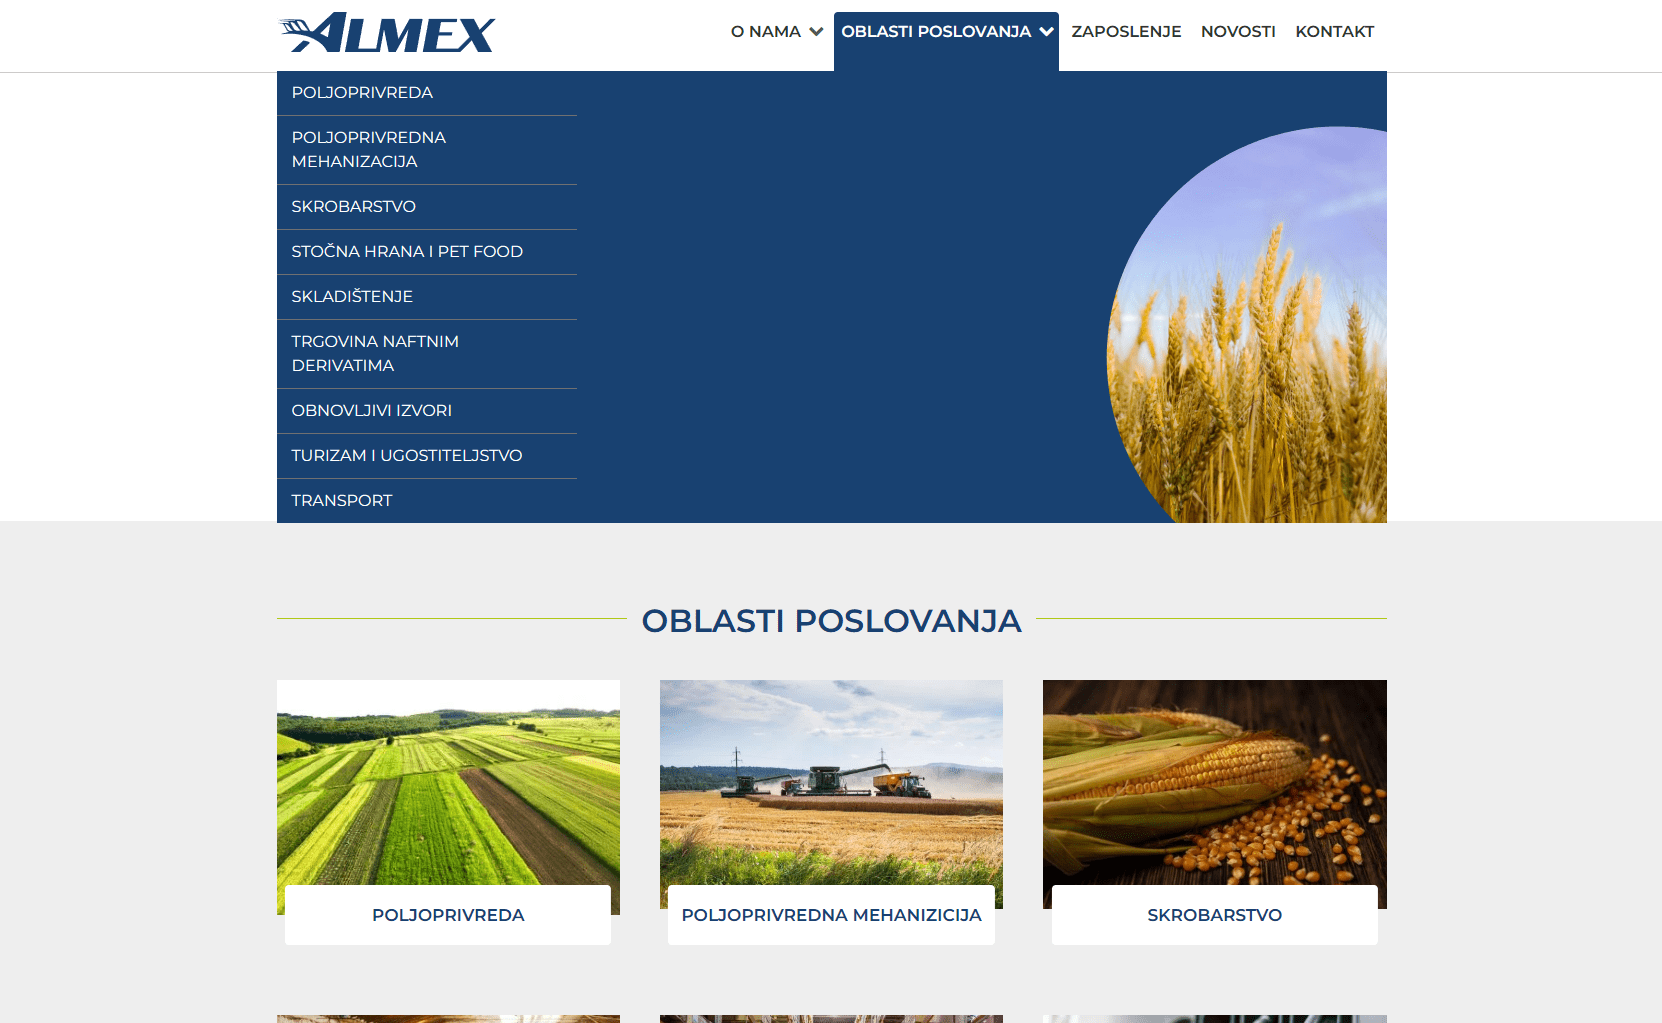 ALMEX
O NAMA
OBLASTI POSLOVANJA
ZAPOSLENJE
NOVOSTI
KONTAKT
POLJOPRIVREDA
POLJOPRIVREDNA
MEHANIZACIJA
SKROBARSTVO
STOČNA HRANA I PET FOOD
SKLADIŠTENJE
TRGOVINA NAFTNIM
DERIVATIMA
OBNOVLJIVI IZVORI
TURIZAM I UGOSTITELJSTVO
TRANSPORT
OBLASTI POSLOVANJA
POLJOPRIVREDA
POLJOPRIVREDNA MEHANIZICIJA
SKROBARSTVO